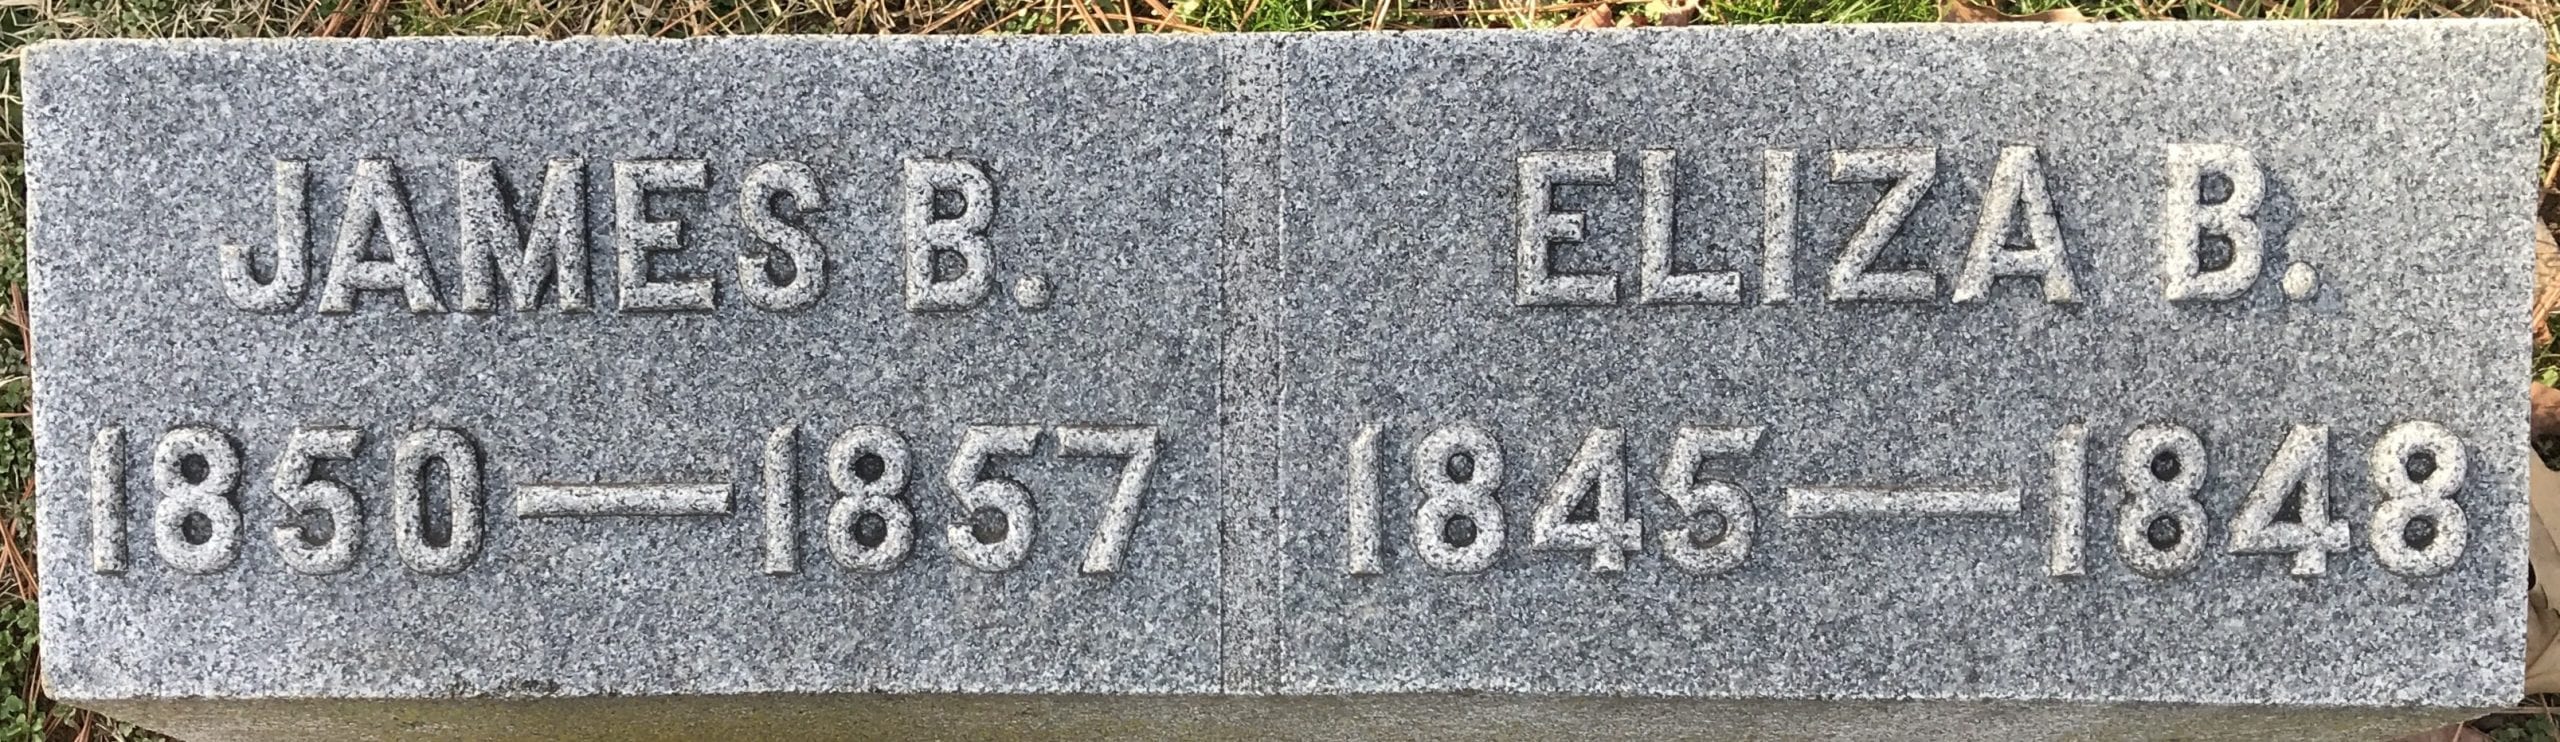 JAMES B.
1850—1857
ELIZA B.
1845—1848